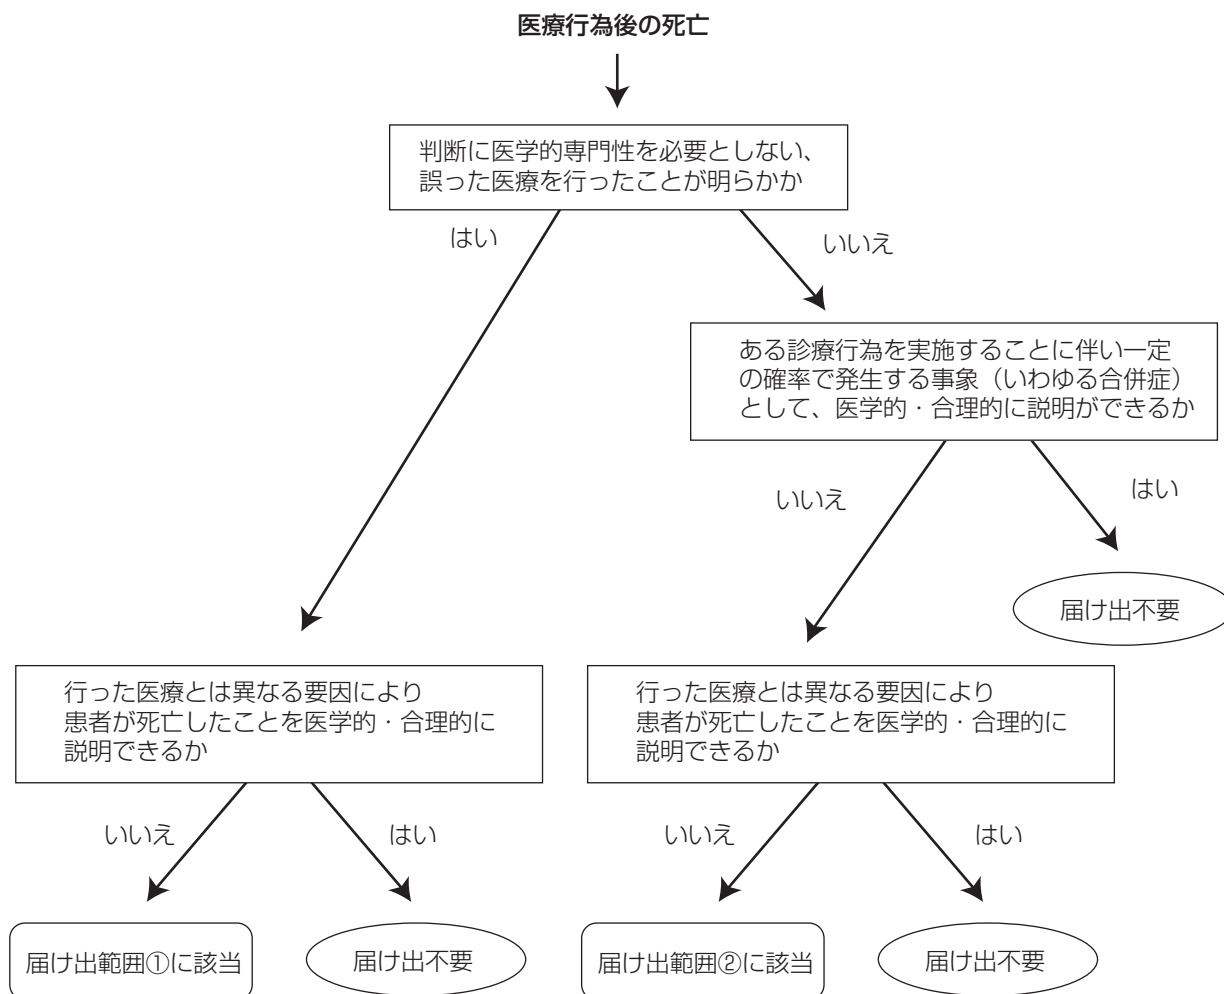 医療行為後の死亡
判断に医学的専門性を必要としない、
誤った医療を行ったことが明らかか
はい
いいえ
ある診療行為を実施することに伴い一定
の確率で発生する事象（いわゆる合併症）
として、医学的・合理的に説明ができるか
いいえ
はい
届け出不要
行った医療とは異なる要因により
患者が死亡したことを医学的・合理的に
説明できるか
行った医療とは異なる要因により
患者が死亡したことを医学的・合理的に
説明できるか
いいえ
はい
いいえ
はい
届け出範囲①に該当
届け出不要
届け出範囲②に該当
届け出不要